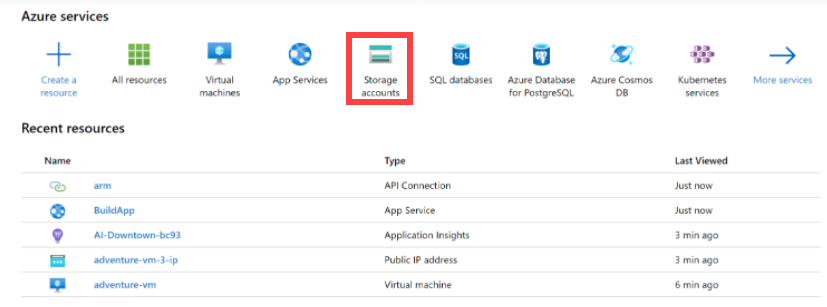 Azure services
Create a resource
All resources
Virtual machines
App Services
Storage accounts
SQL SQL databases
Azure Database for PostgreSQL
Azure Cosmos DB
Kubernetes services
More services
Recent resources
Name Type Last Viewed
arm API Connection Just now
BuildApp App Service Just now
AI-Downtown-bc93 Application Insights 3 min ago
adventure-vm-3-ip Public IP address 3 min ago
adventure-vm Virtual machine 6 min ago